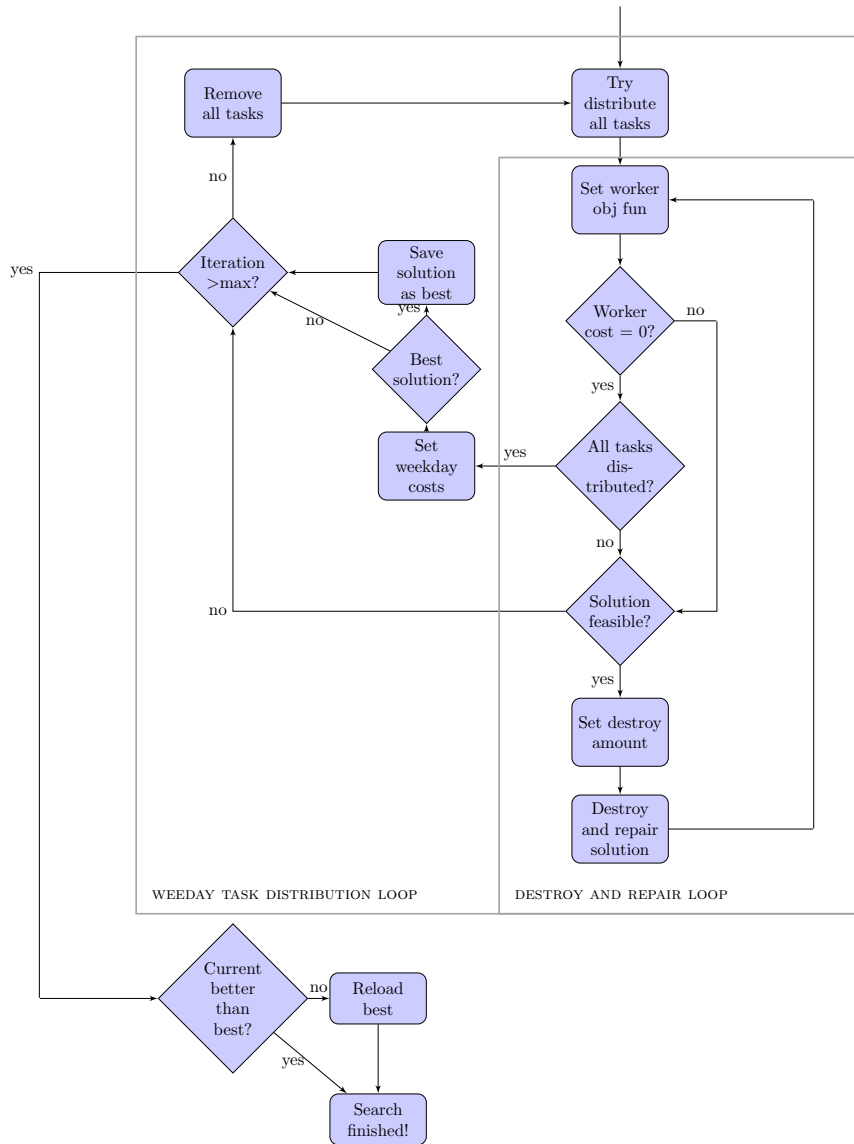 Remove
all tasks
Try
distribute
all tasks
no
Set worker
obj fun
yes
Iteration
>max?
Save
solution
as best
yes
no
Worker
cost = 0?
no
Best
solution?
yes
Set
weekday
costs
yes
All tasks
dis-
tributed?
no
no
Solution
feasible?
yes
Set destroy
amount
Destroy
and repair
solution
WEEDAY TASK DISTRIBUTION LOOP
DESTROY AND REPAIR LOOP
Current
better
than
best?
no
Reload
best
yes
Search
finished!